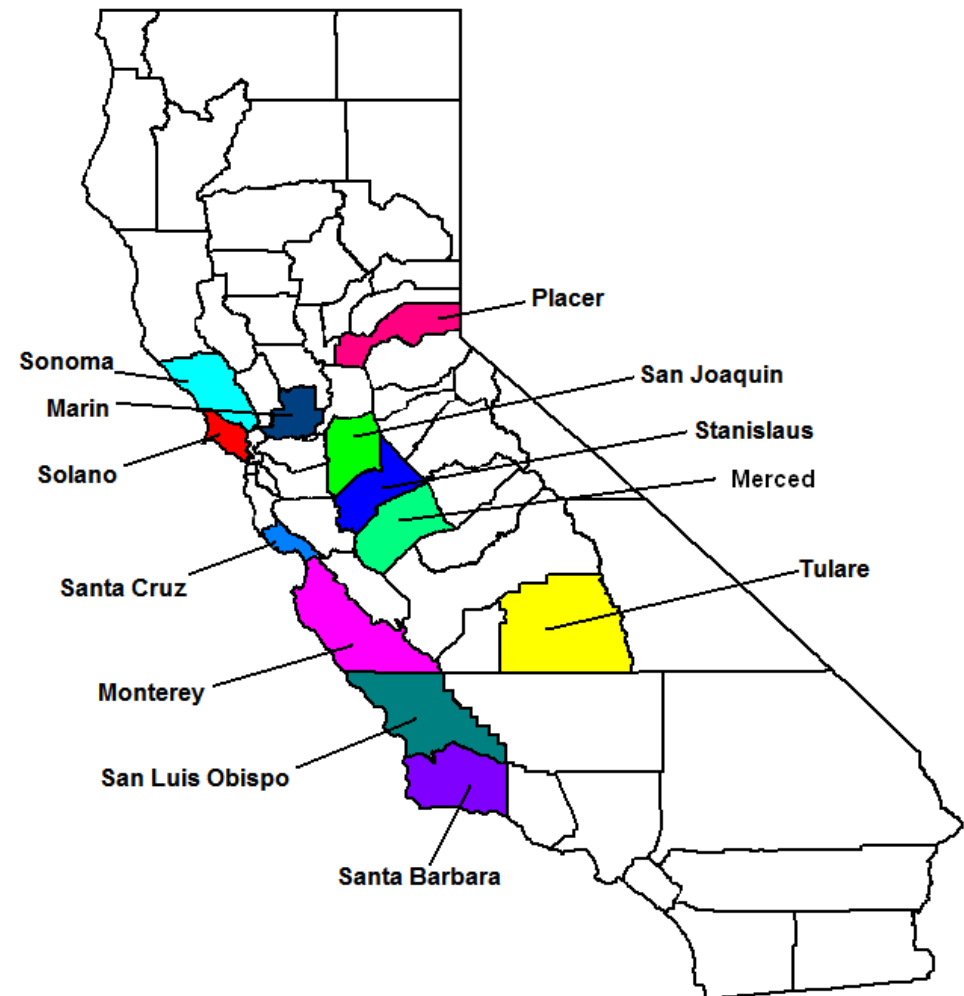 Placer
Sonoma
San Joaquin
Marin
Stanislaus
Solano
Merced
Santa Cruz
Tulare
Monterey
San Luis Obispo
Santa Barbara